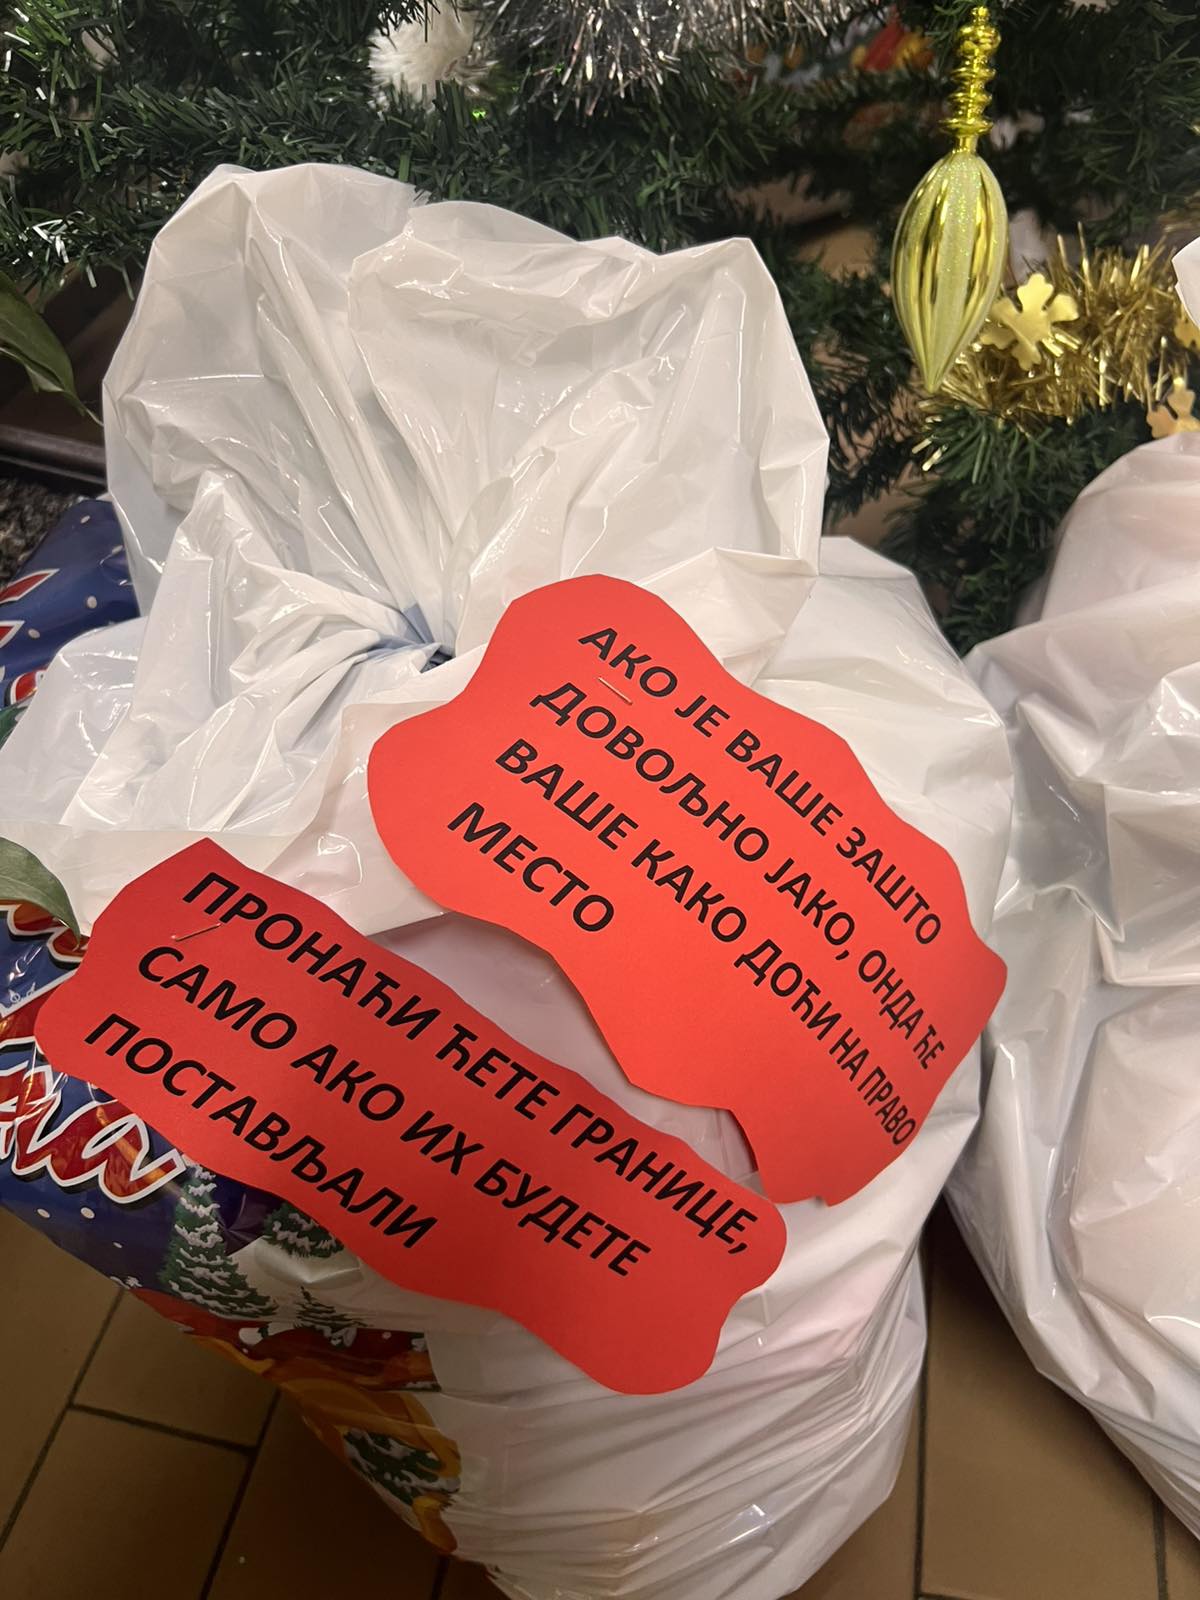 АКО ЈЕ ВАШЕ ЗАШТО
ДОВОЉНО ЈАКО, ОНДА ЋЕ
ВАШЕ КАКО ДОЋИ НА ПРАВО
МЕСТО
ПРОНАЋИ ЋЕТЕ ГРАНИЦЕ,
САМО АКО ИХ БУДЕТЕ
ПОСТАВЉАЛИ